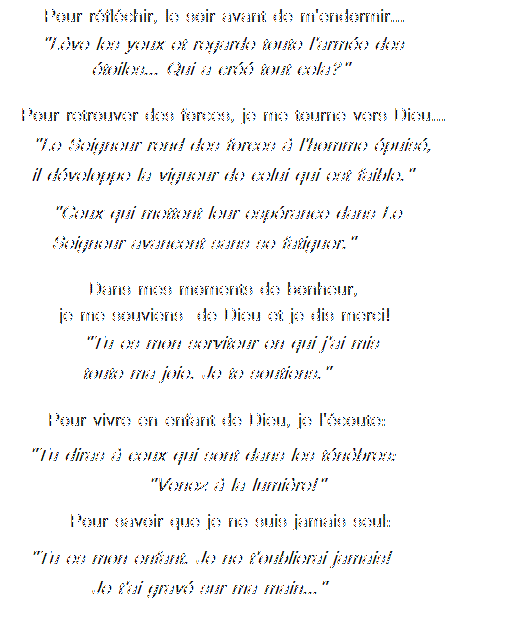 Pour réfléchir, le soir avant de m'endormir....
"Lève les yeux et regarde toute l'armée des
étoiles... Qui a créé tout cela?"
Pour retrouver des forces, je me tourne vers Dieu....
"Le Seigneur rend des forces à l'homme épuisé,
il développe la vigueur de celui qui est faible."
"Ceux qui mettent leur espérance dans Le
Seigneur avancent sans se fatiguer."
Dans mes moments de bonheur,
je me souviens de Dieu et je dis merci!
"Tu es mon serviteur en qui j'ai mis
toute ma joie. Je te soutiens."
Pour vivre en enfant de Dieu, je l'écoute:
"Tu diras à ceux qui sont dans les ténèbres:
"Venez à la lumière!"
Pour savoir que je ne suis jamais seul:
"Tu es mon enfant. Je ne t'oublierai jamais!
Je t'ai gravé sur ma main..."